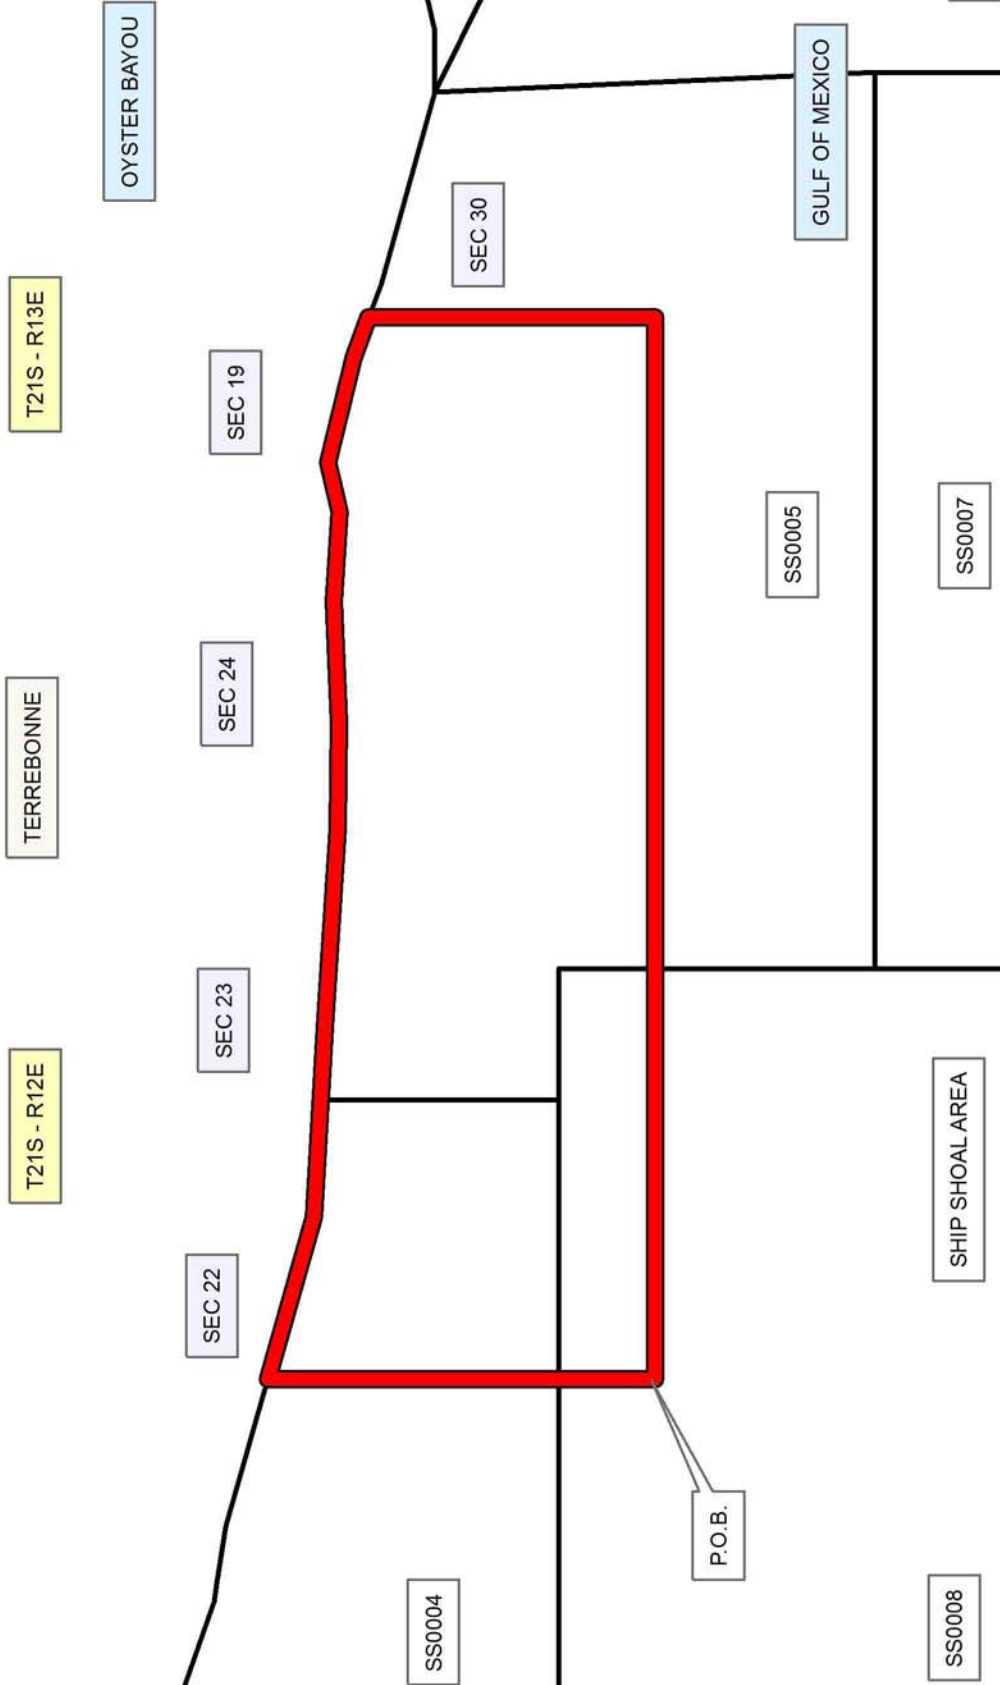 T21S - R12E
TERREBONNE
T21S - R13E
OYSTER BAYOU
SEC 22
SEC 23
SEC 24
SEC 19
SS0004
SEC 30
P.O.B.
SS0005
GULF OF MEXICO
SS0008
SHIP SHOAL AREA
SS0007